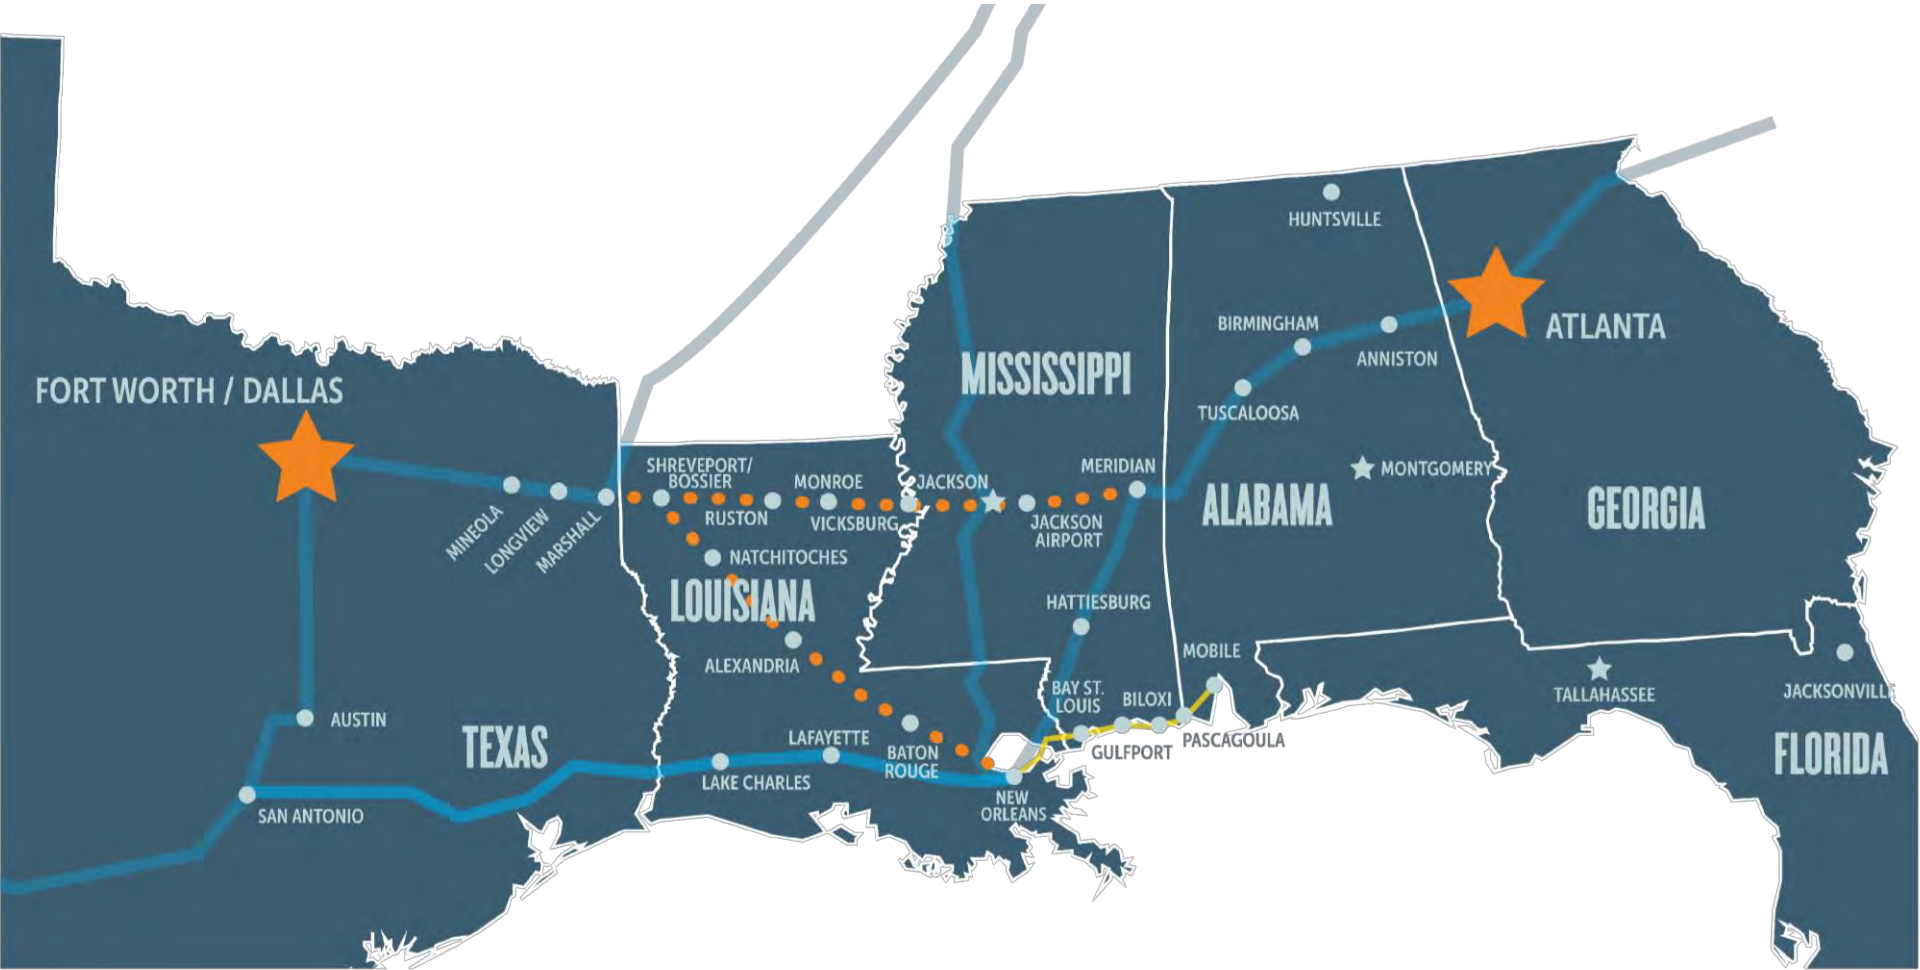 HUNTSVILLE
BIRMINGHAM
ATLANTA
ANNISTON
MISSISSIPPI
FORT WORTH / DALLAS
TUSCALOOSA
SHREVEPORT/
BOSSIER
MERIDIAN
MONTGOMERY
MONROE
JACKSON
ALABAMA
GEORGIA
RUSTON
VICKSBURG
JACKSON
AIRPORT
MINEOLA
LONGVIEW
MARSHALL
NATCHITOCHES
LOUISIANA
HATTIESBURG
MOBILE
ALEXANDRIA
BAY ST.
LOUIS
BILOXI
TALLAHASSEE
JACKSONVILLE
AUSTIN
TEXAS
LAFAYETTE
BATON
ROUGE
GULFPORT
PASCAGOULA
FLORIDA
LAKE CHARLES
NEW
ORLEANS
SAN ANTONIO